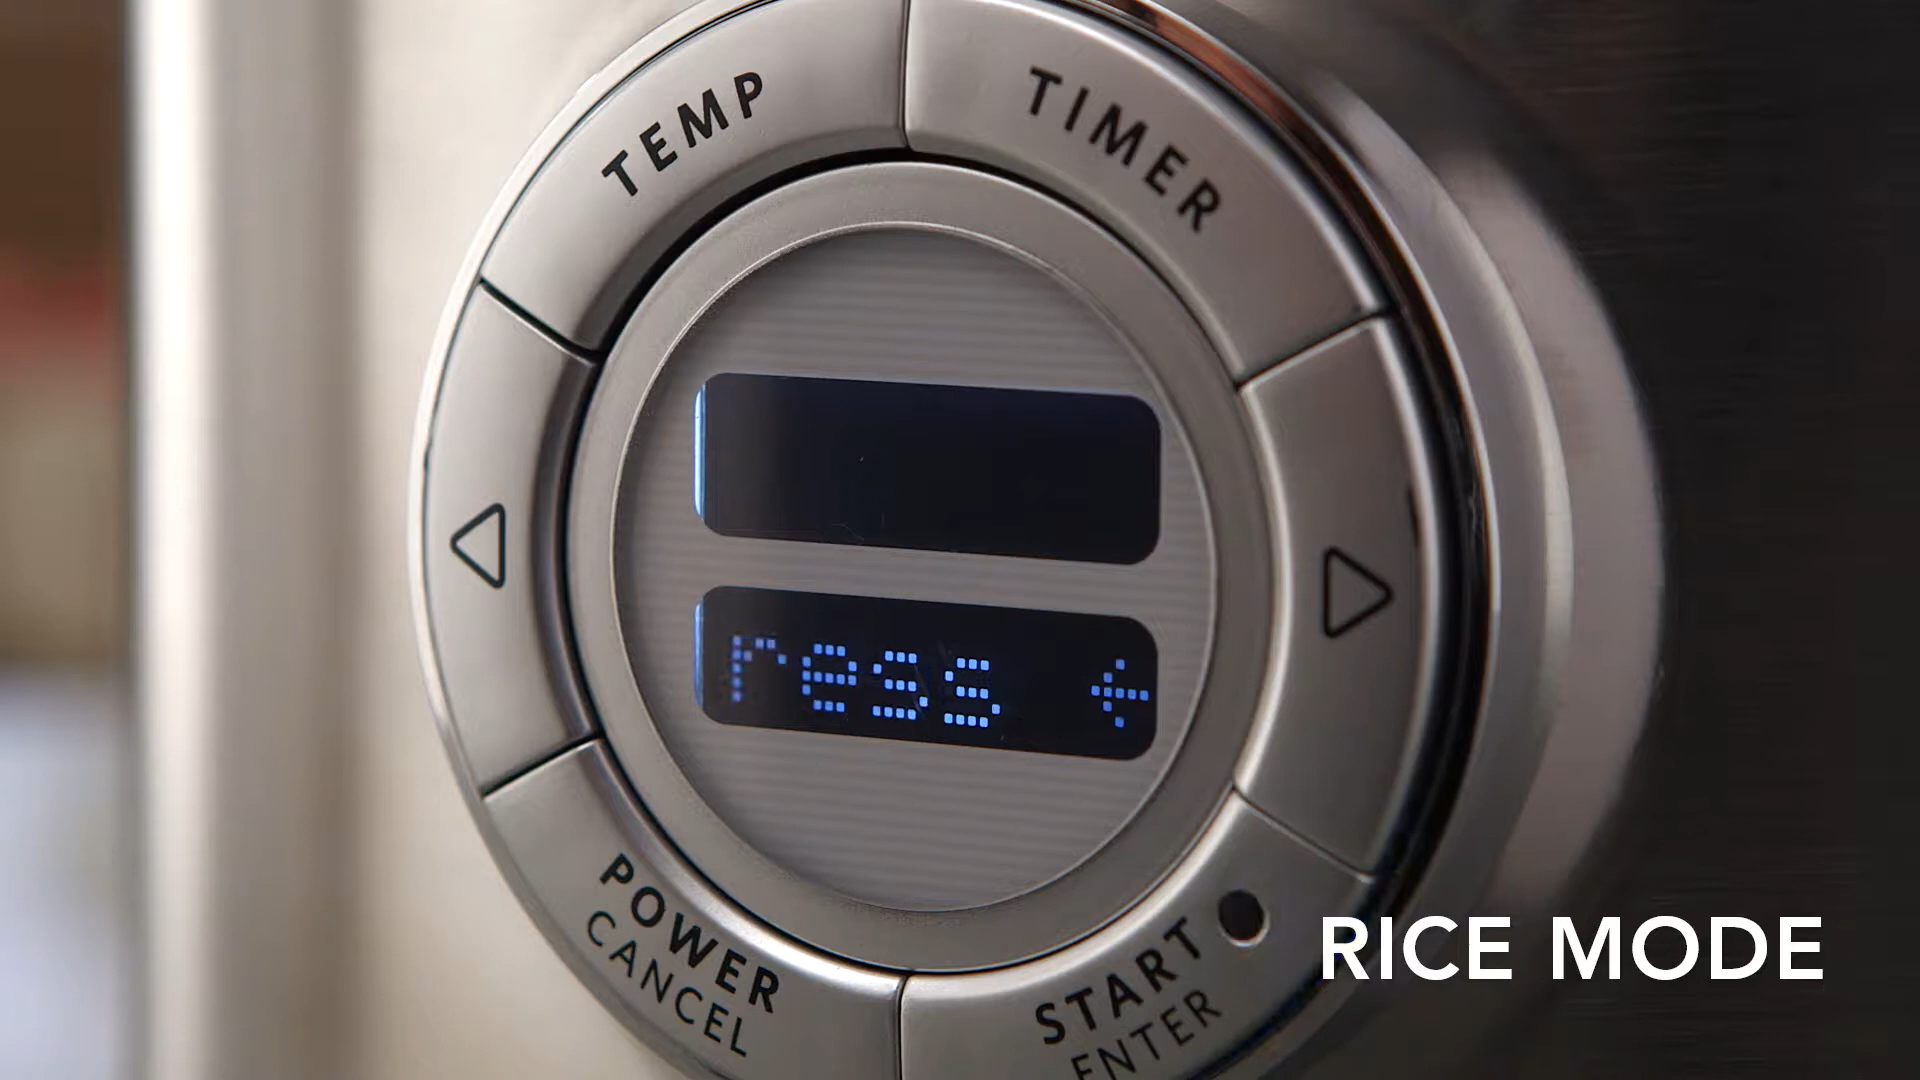 TEMP
TIMER
ress ←
POWER
CANCEL
START
ENTER
RICE MODE